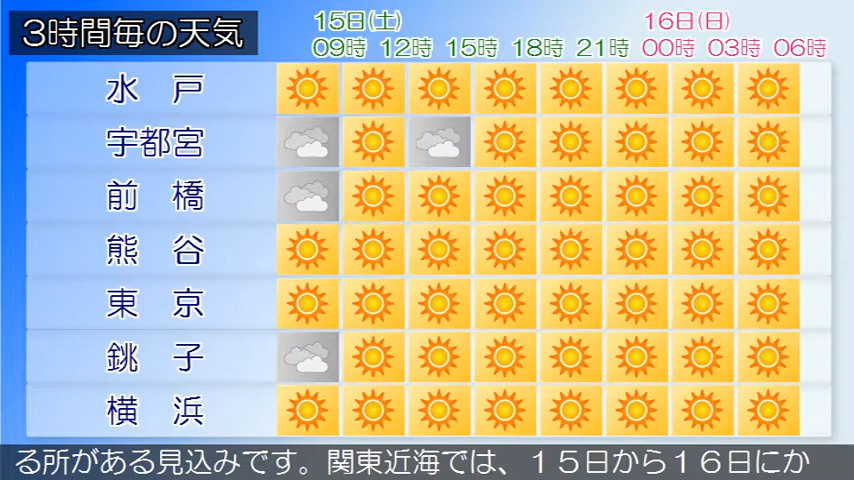 3時間毎の天気
15日(土) 16日(日)
09時 12時 15時 18時 21時 00時 03時 06時
水戸
宇都宮
前橋
熊谷
東京
銚子
横浜
る所がある見込みです。関東近海では、１５日から１６日にか